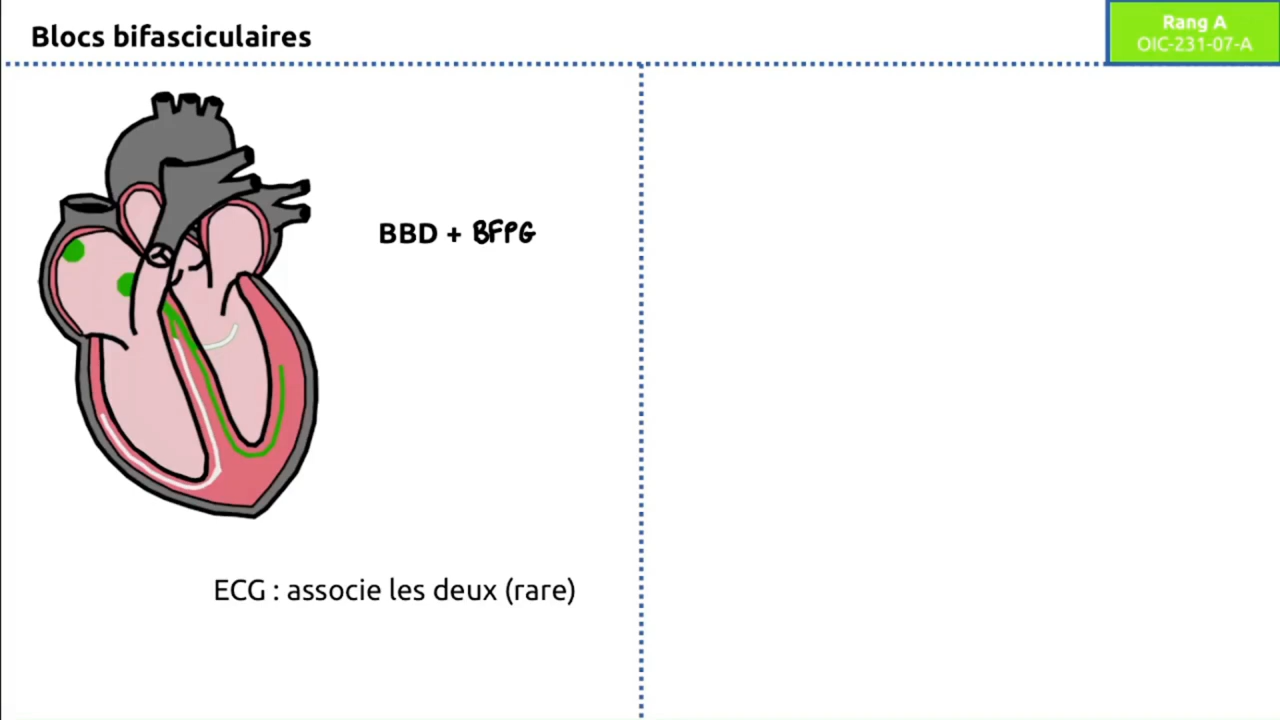 Blocs bifasciculaires
Rang A
OIC-231-07-A
BBD + BFPG
ECG : associe les deux (rare)